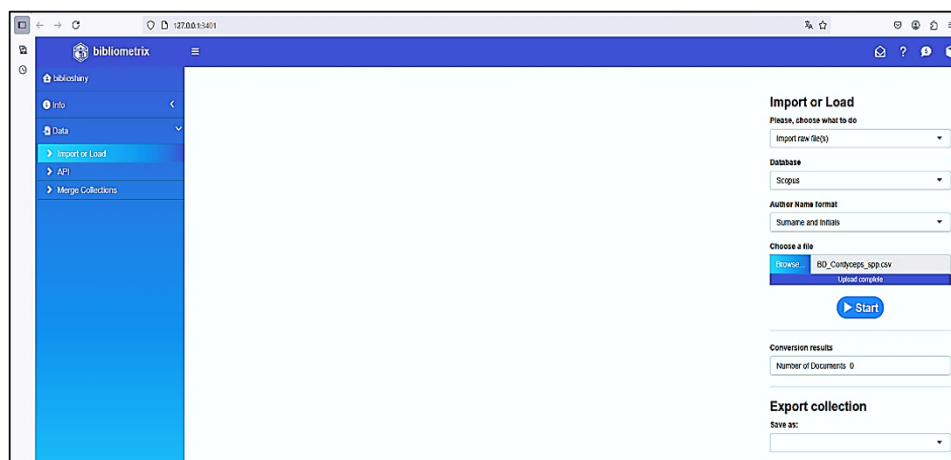 127.0.0.1:3401
bibliometrix
biblioshiny
Info
Data
Import or Load
API
Merge Collections
Import or Load
Please, choose what to do
Import raw file(s)
Database
Scopus
Author Name format
Surname and Initials
Choose a file
Browse... BD_Cordyceps_spp.csv
Upload complete
Start
Conversion results
Number of Documents 0
Export collection
Save as: